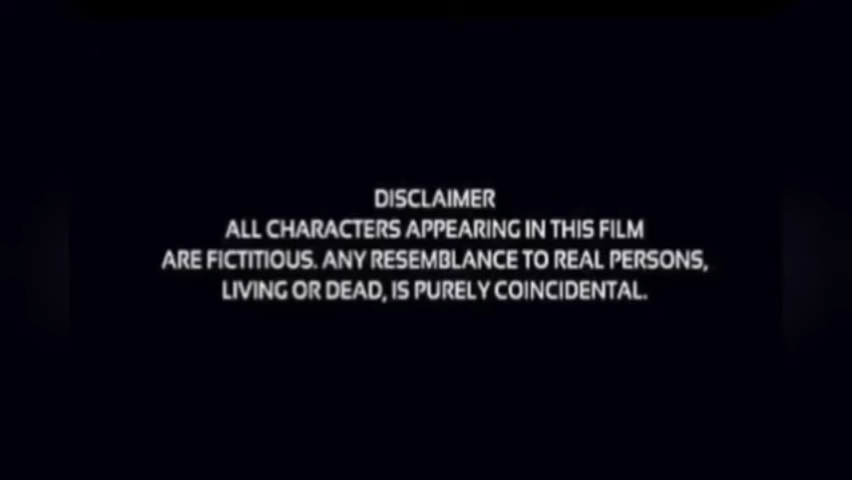 DISCLAIMER
ALL CHARACTERS APPEARING IN THIS FILM
ARE FICTITIOUS. ANY RESEMBLANCE TO REAL PERSONS,
LIVING OR DEAD, IS PURELY COINCIDENTAL.